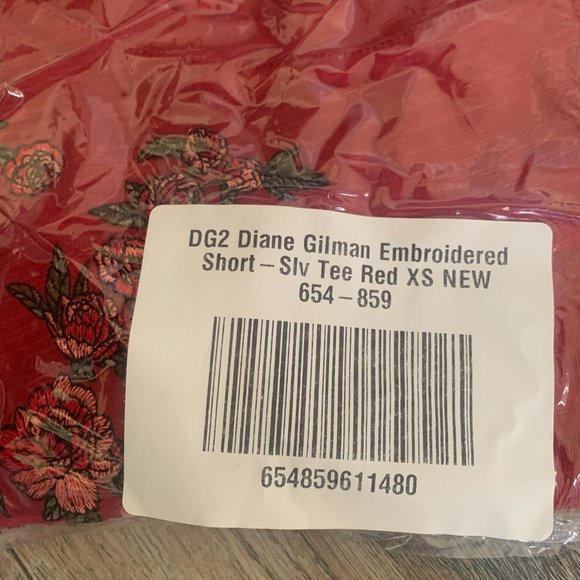 DG2 Diane Gilman Embroidered
Short-Slv Tee Red XS NEW
654-859
654859611480